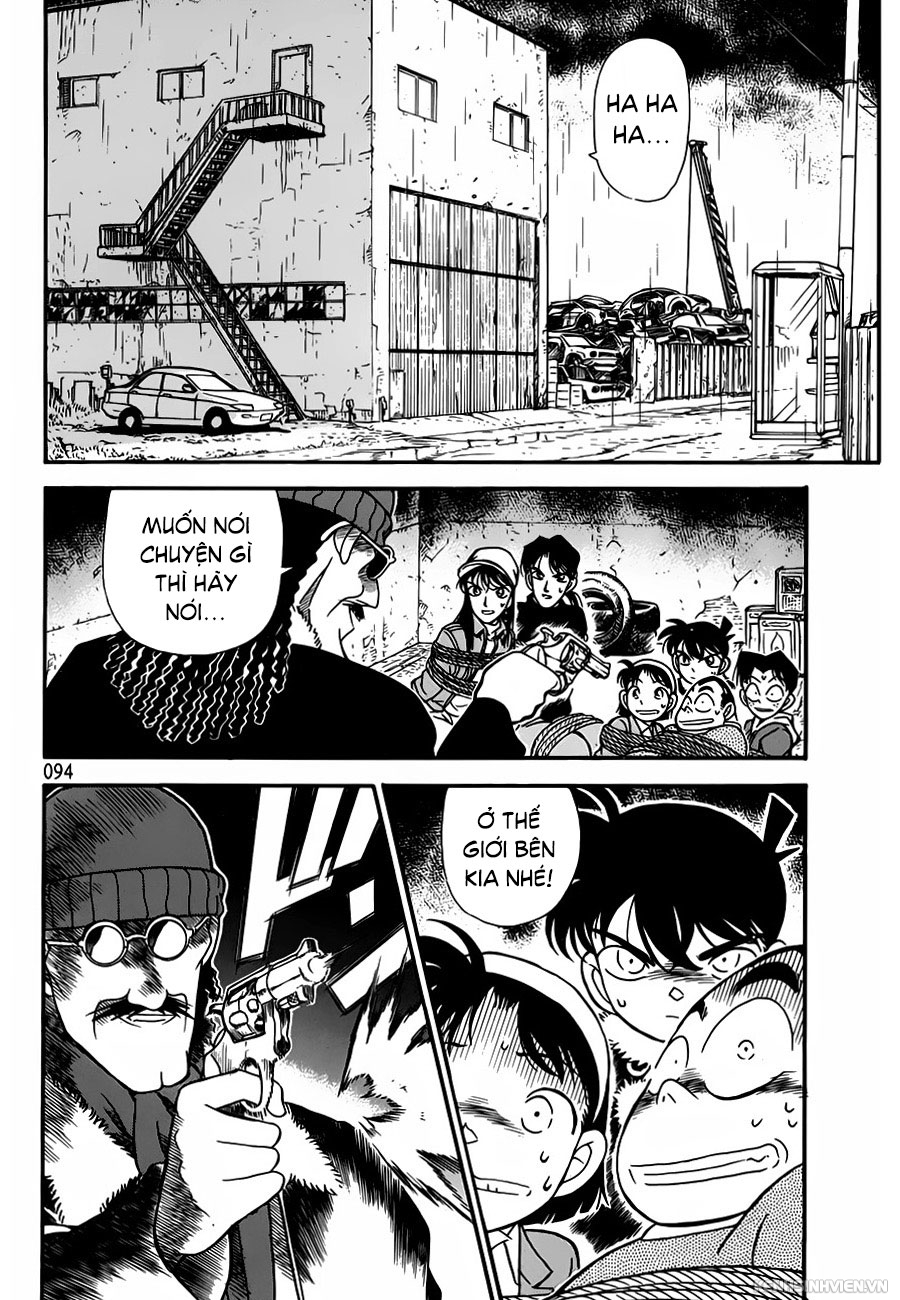 HA HA
HA...
MUỐN NÓI
CHUYỆN GÌ
THÌ HÃY
NÓI...
094
Ở THẾ
GIỚI BÊN
KIA NHÉ!